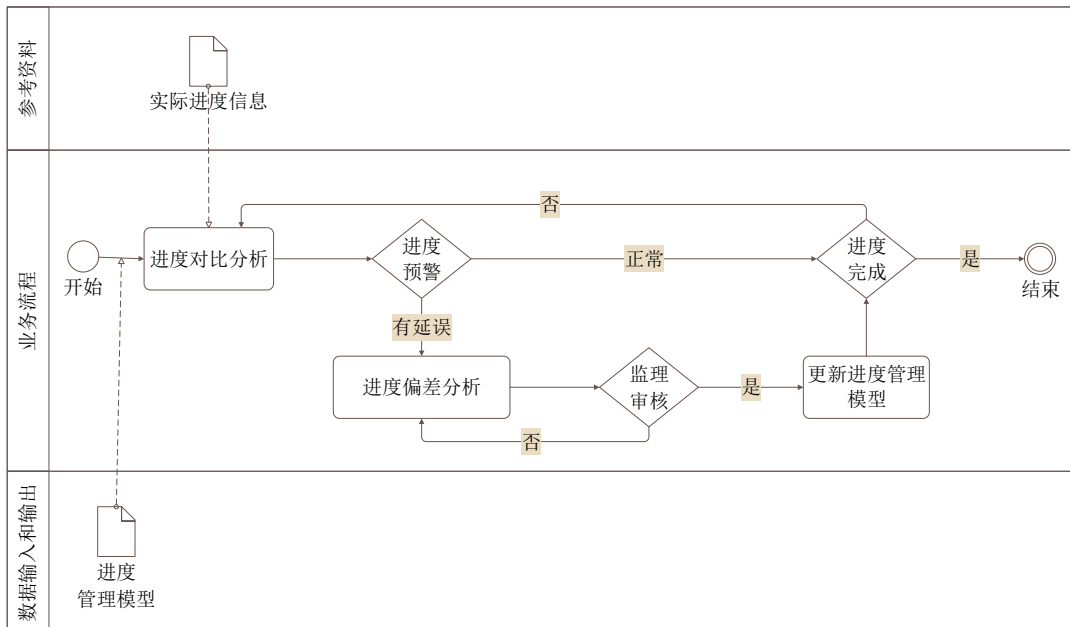 参考资料
实际进度信息
业务流程
开始
进度对比分析
进度
预警
正常
否
进度
完成
是
结束
有延误
进度偏差分析
监理
审核
是
更新进度管理
模型
否
数据输入和输出
进度
管理模型